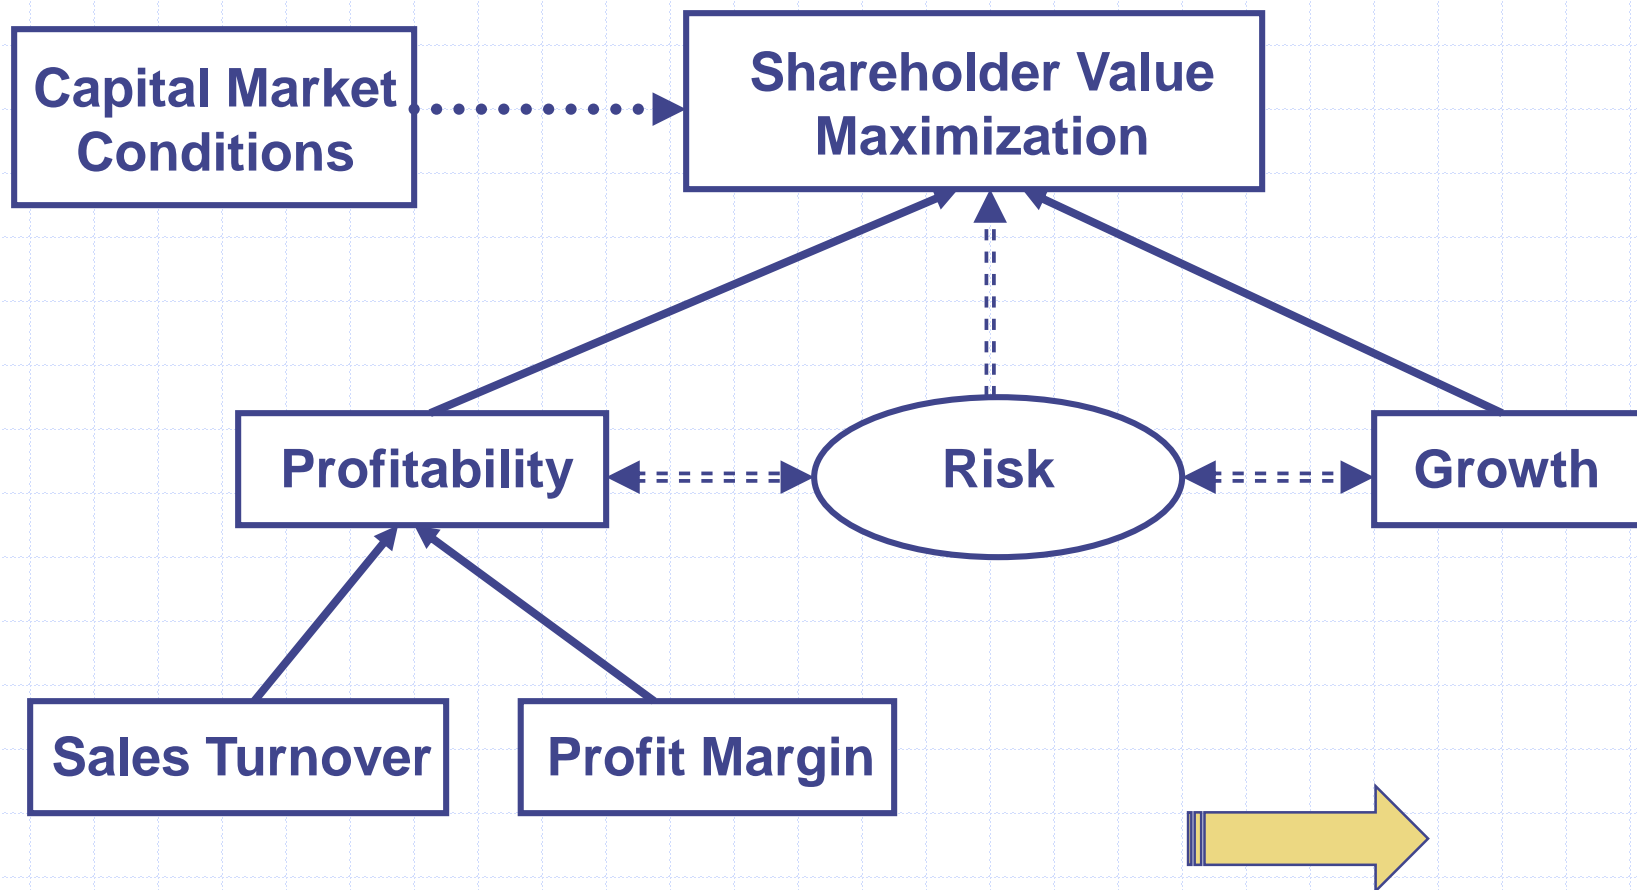 Capital Market
Conditions
Shareholder Value
Maximization
Profitability
Risk
Growth
Sales Turnover
Profit Margin